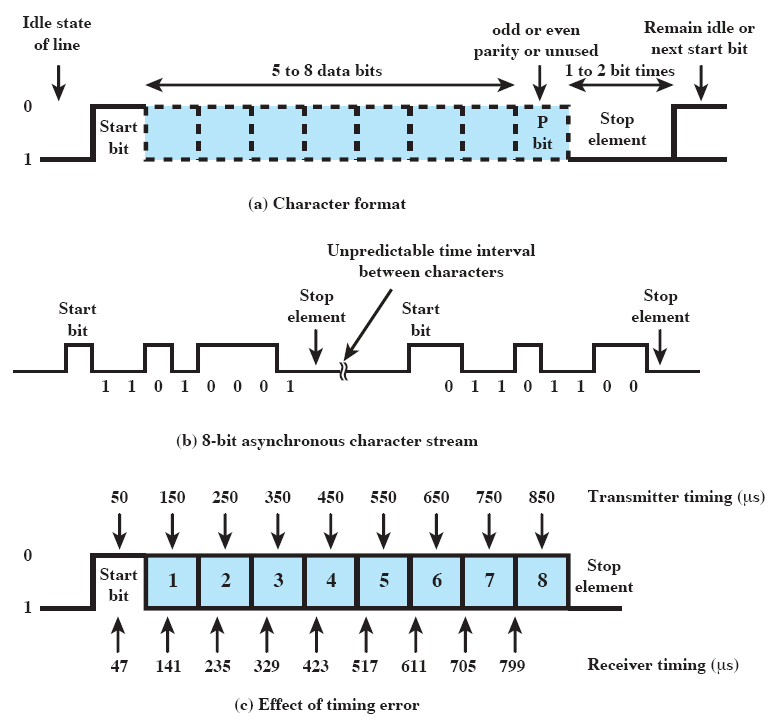 Idle state
of line
odd or even
parity or unused
Remain idle or
next start bit
5 to 8 data bits
1 to 2 bit times
0
Start
bit
P
bit
Stop
element
1
(a) Character format
Unpredictable time interval
between characters
Start
bit
Stop
element
Start
bit
Stop
element
1 1 0 1 0 0 0 1
0 1 1 0 1 1 0 0
(b) 8-bit asynchronous character stream
50 150 250 350 450 550 650 750 850 Transmitter timing (μs)
0
Start
bit
1 2 3 4 5 6 7 8
Stop
element
1
47 141 235 329 423 517 611 705 799 Receiver timing (μs)
(c) Effect of timing error